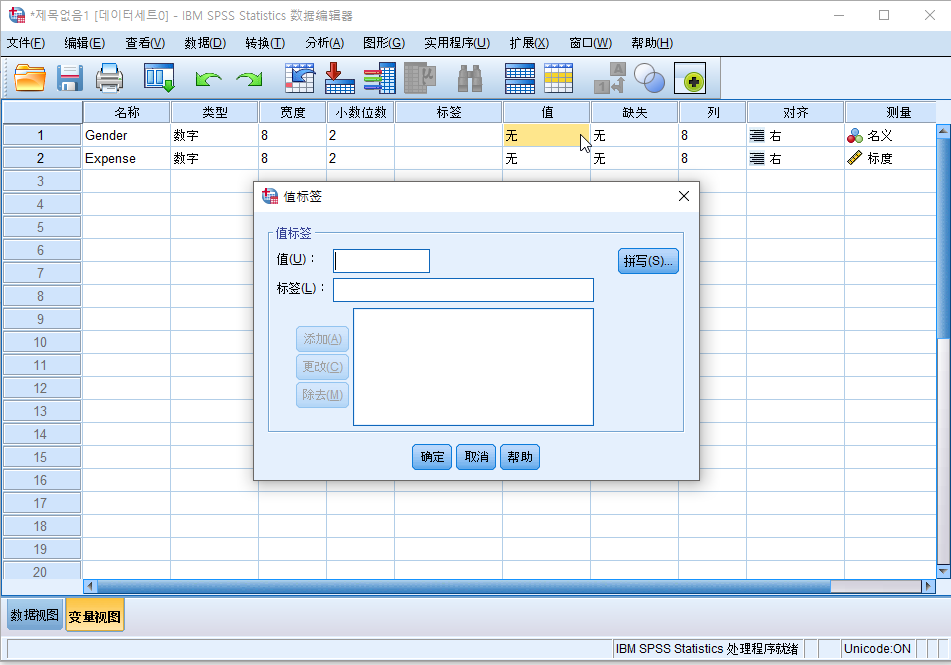 *제목없음1 [데이터세트0] - IBM SPSS Statistics 数据编辑器
文件(F) 编辑(E) 查看(V) 数据(D) 转换(T) 分析(A) 图形(G) 实用程序(U) 扩展(X) 窗口(W) 帮助(H)
名称 类型 宽度 小数位数 标签 值 缺失 列 对齐 测量
1 Gender 数字 8 2 无 无 8 右 名义
2 Expense 数字 8 2 无 无 8 右 标度
3
4
5
6
7
8
9
10
11
12
13
14
15
16
17
18
19
20
值标签
值标签
值(U)：
拼写(S)...
标签(L)：
添加(A)
更改(C)
除去(M)
确定 取消 帮助
数据视图 变量视图
IBM SPSS Statistics 处理程序就绪 Unicode:ON